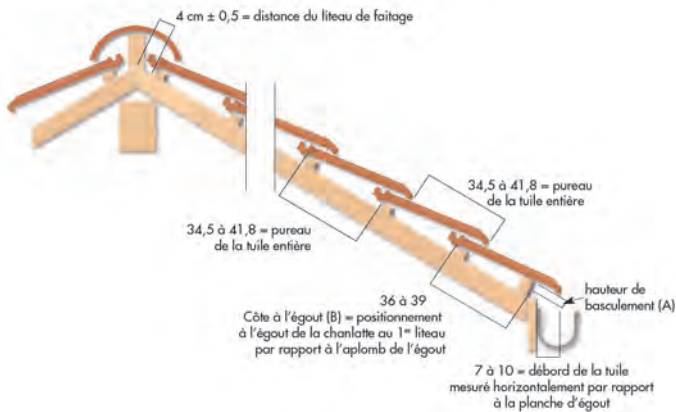 4 cm ± 0,5 = distance du liteau de faitage
34,5 à 41,8 = pureau
de la tuile entière
34,5 à 41,8 = pureau
de la tuile entière
36 à 39
Côte à l'égout (B) = positionnement
à l'égout de la chanlatte au 1er liteau
par rapport à l'aplomb de l'égout
hauteur de
basculement (A)
7 à 10 = débord de la tuile
mesuré horizontalement par rapport
à la planche d'égout